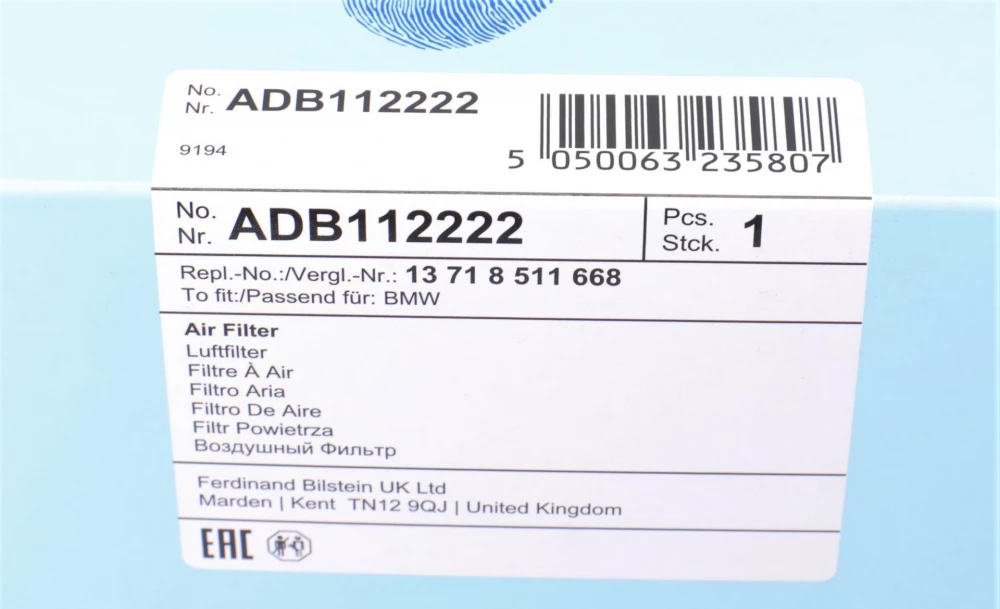 No.
Nr. ADB112222
9194
5 050063 235807
No.
Nr. ADB112222
Pcs.
Stck. 1
Repl.-No.:/Vergl.-Nr.: 13 71 8 511 668
To fit:/Passend für: BMW
Air Filter
Luftfilter
Filtre À Air
Filtro Aria
Filtro De Aire
Filtr Powietrza
Воздушный Фильтр
Ferdinand Bilstein UK Ltd
Marden | Kent TN12 9QJ | United Kingdom
EAC